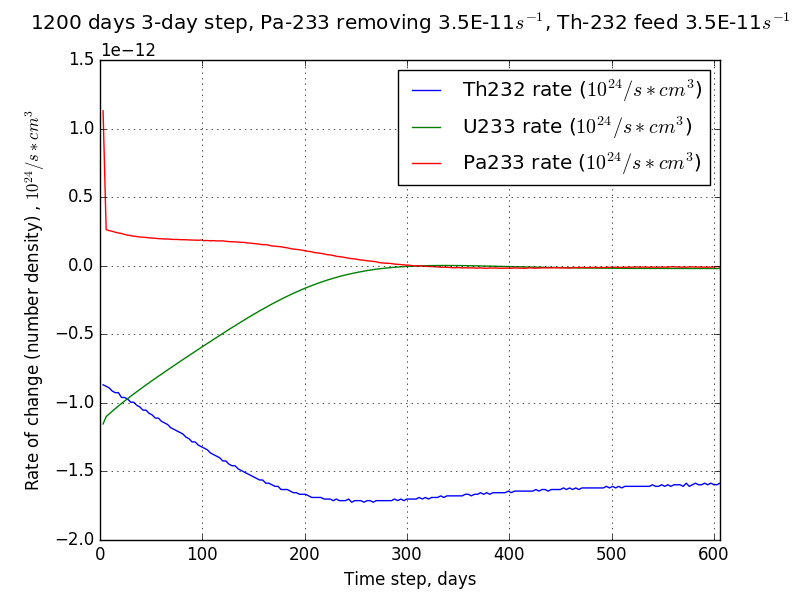 1200 days 3-day step, Pa-233 removing 3.5E-11$s^{-1}$, Th-232 feed 3.5E-11$s^{-1}$
1e−12
1.5
1.0
0.5
0.0
−0.5
−1.0
−1.5
−2.0
Rate of change (number density) , $10^{24}/s*cm^3$
Th232 rate ($10^{24}/s*cm^3$)
U233 rate ($10^{24}/s*cm^3$)
Pa233 rate ($10^{24}/s*cm^3$)
0 100 200 300 400 500 600
Time step, days